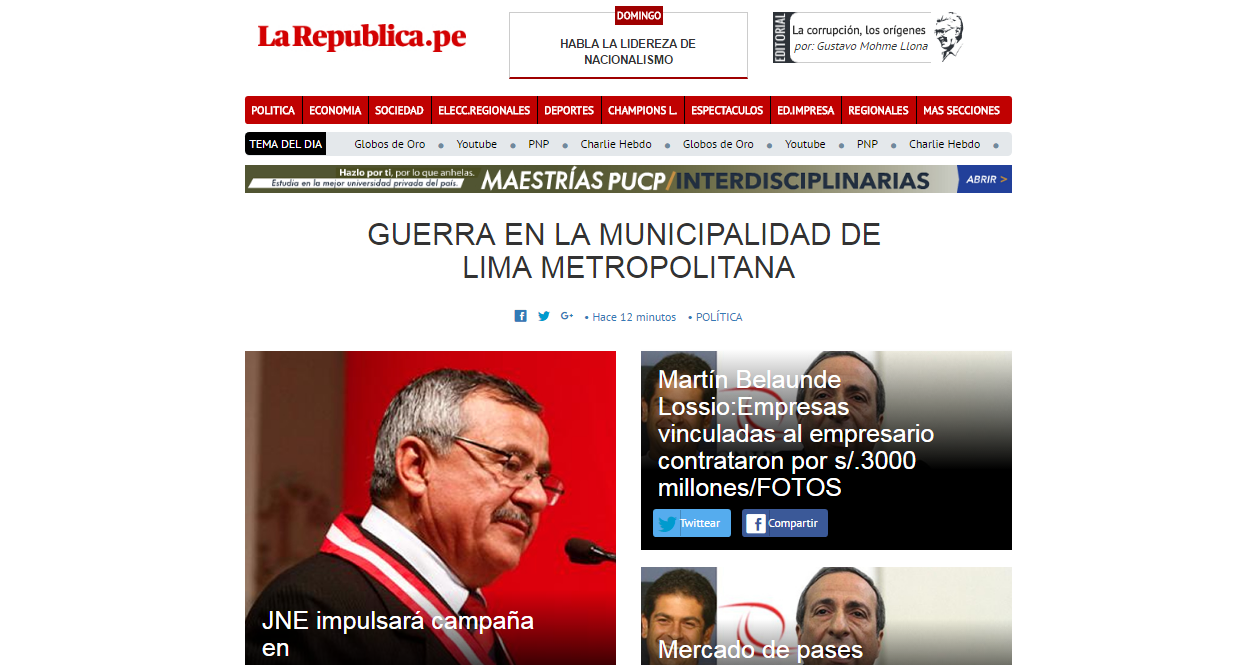 LaRepublica.pe
DOMINGO
HABLA LA LIDEREZA DE
NACIONALISMO
EDITORIAL
La corrupción, los orígenes
por: Gustavo Mohme Llona
POLITICA ECONOMIA SOCIEDAD ELECC.REGIONALES DEPORTES CHAMPIONS L. ESPECTACULOS ED.IMPRESA REGIONALES MAS SECCIONES
TEMA DEL DIA Globos de Oro • Youtube • PNP • Charlie Hebdo • Globos de Oro • Youtube • PNP • Charlie Hebdo •
Hazlo por ti, por lo que anhelas.
Estudia en la mejor universidad privada del país.
MAESTRÍAS PUCP/INTERDISCIPLINARIAS
ABRIR >
GUERRA EN LA MUNICIPALIDAD DE
LIMA METROPOLITANA
• Hace 12 minutos • POLÍTICA
JNE impulsará campaña
en
Martín Belaunde
Lossio:Empresas
vinculadas al empresario
contrataron por s/.3000
millones/FOTOS
Twittear Compartir
Mercado de pases